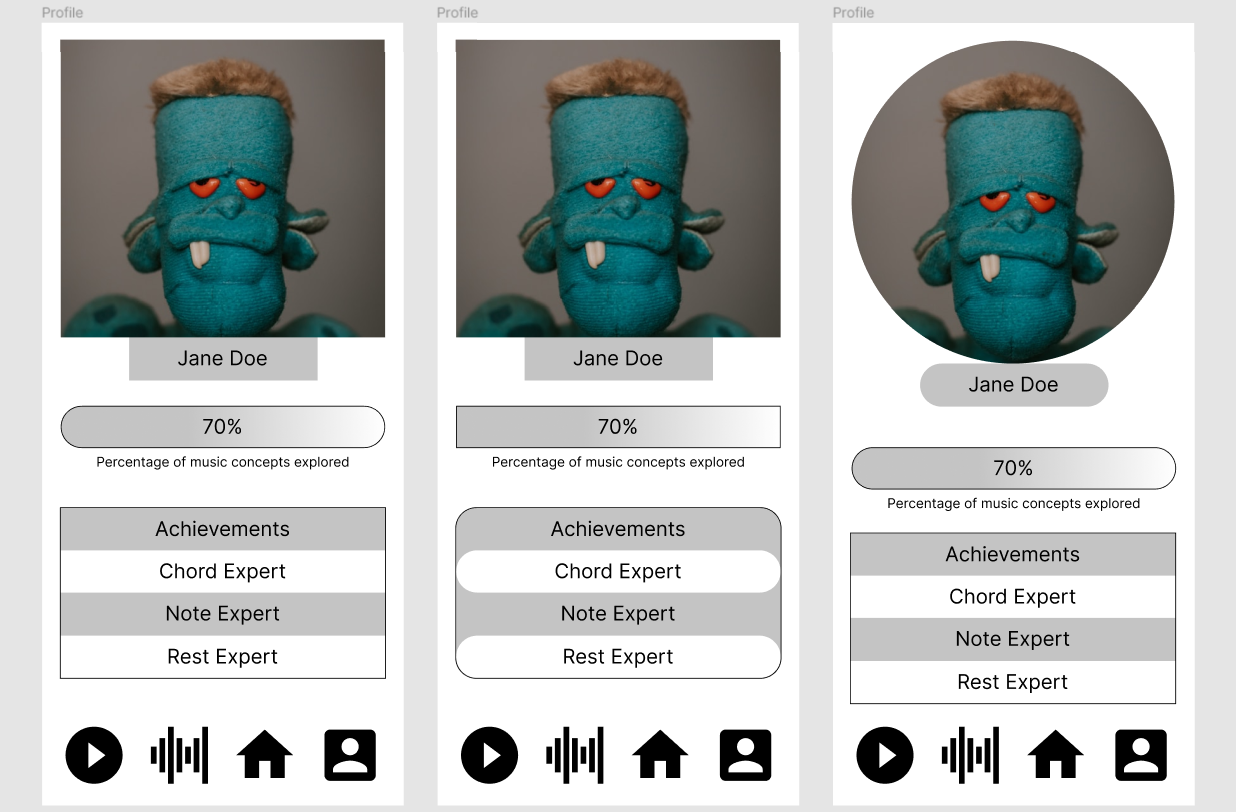 Profile
Jane Doe
70%
Percentage of music concepts explored
Achievements
Chord Expert
Note Expert
Rest Expert
Profile
Jane Doe
70%
Percentage of music concepts explored
Achievements
Chord Expert
Note Expert
Rest Expert
Profile
Jane Doe
70%
Percentage of music concepts explored
Achievements
Chord Expert
Note Expert
Rest Expert